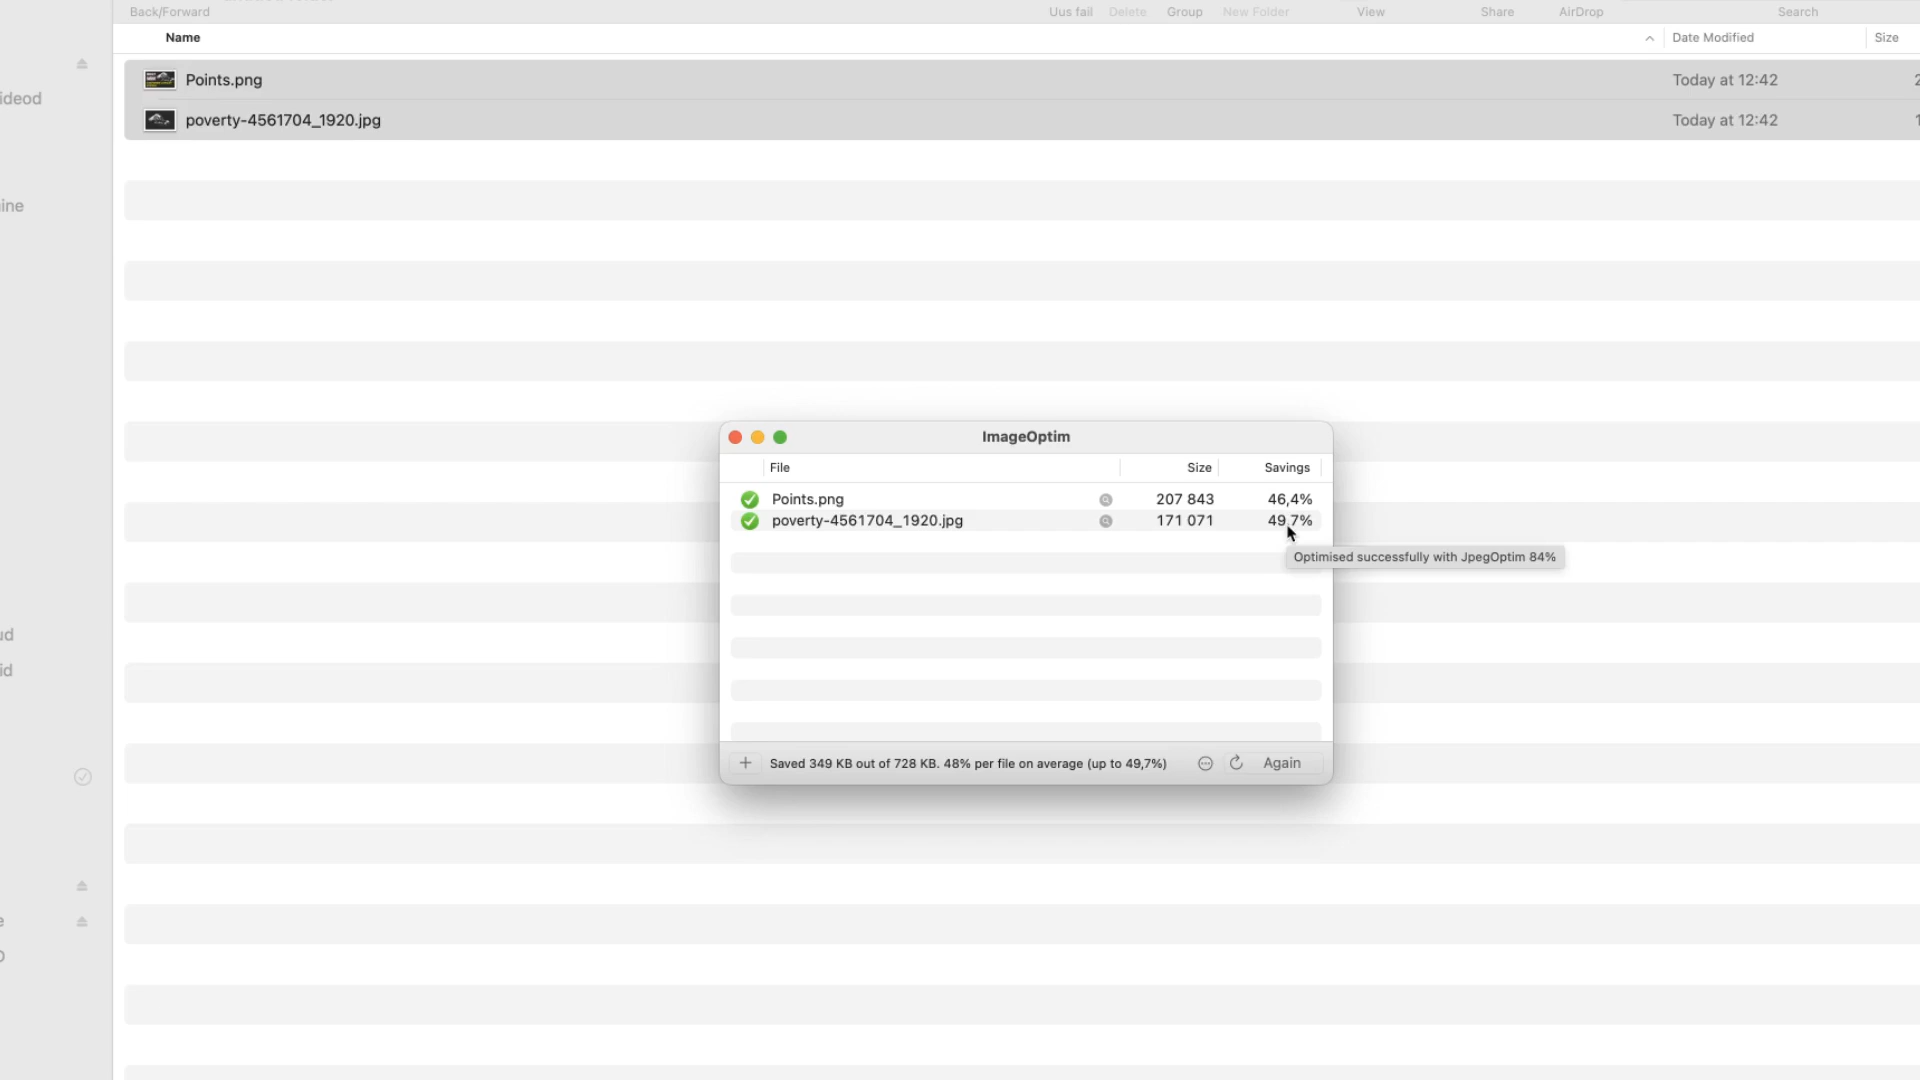 Back/Forward Uus fail Delete Group New Folder View Share AirDrop Search
Name Date Modified Size
Points.png Today at 12:42
ideod
poverty-4561704_1920.jpg Today at 12:42
ine
ImageOptim
File Size Savings
Points.png 207 843 46,4%
poverty-4561704_1920.jpg 171 071 49,7%
Optimised successfully with JpegOptim 84%
ud
id
Saved 349 KB out of 728 KB. 48% per file on average (up to 49,7%) Again
e